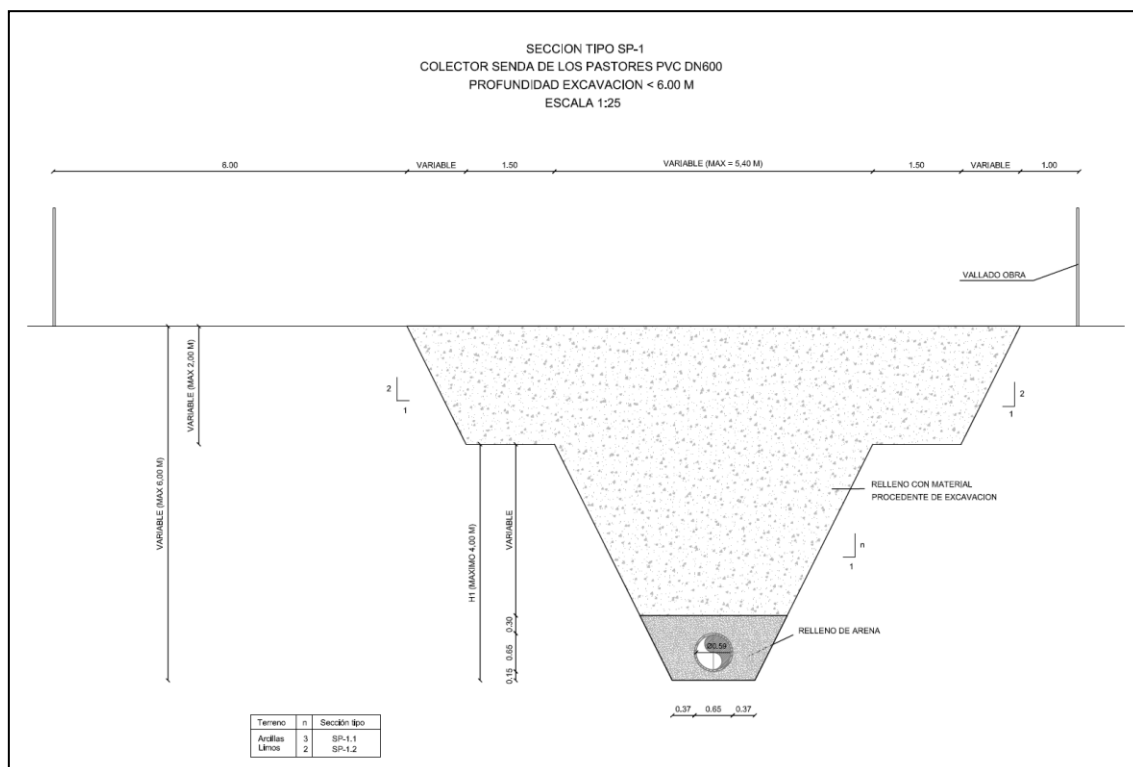 SECCION TIPO SP-1
COLECTOR SENDA DE LOS PASTORES PVC DN600
PROFUNDIDAD EXCAVACION < 6.00 M
ESCALA 1:25
6.00
VARIABLE
1.50
VARIABLE (MAX = 5,40 M)
1.50
VARIABLE
1.00
VALLADO OBRA
VARIABLE (MAX 2,00 M)
2
1
2
1
VARIABLE (MAX 6,00 M)
H1 (MAXIMO 4,00 M)
VARIABLE
RELLENO CON MATERIAL
PROCEDENTE DE EXCAVACION
n
1
0.30
0.65
0.15
Ø0.59
RELLENO DE ARENA
0.37 0.65 0.37
Terreno n Sección tipo
Arcillas 3 SP-1.1
Limos 2 SP-1.2